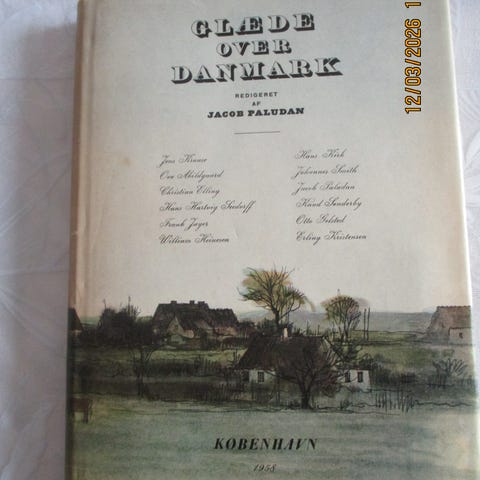 GLÆDE
OVER
DANMARK
REDIGERET
AF
JACOB PALUDAN
Jens Kruuse
Ove Abildgaard
Christian Elling
Hans Hartvig Seedorff
Frank Jæger
William Heinesen
Hans Kirk
Johannes Smith
Jacob Paludan
Knud Sønderby
Otto Gelsted
Erling Kristensen
KØBENHAVN
1958
12/03/2026 1